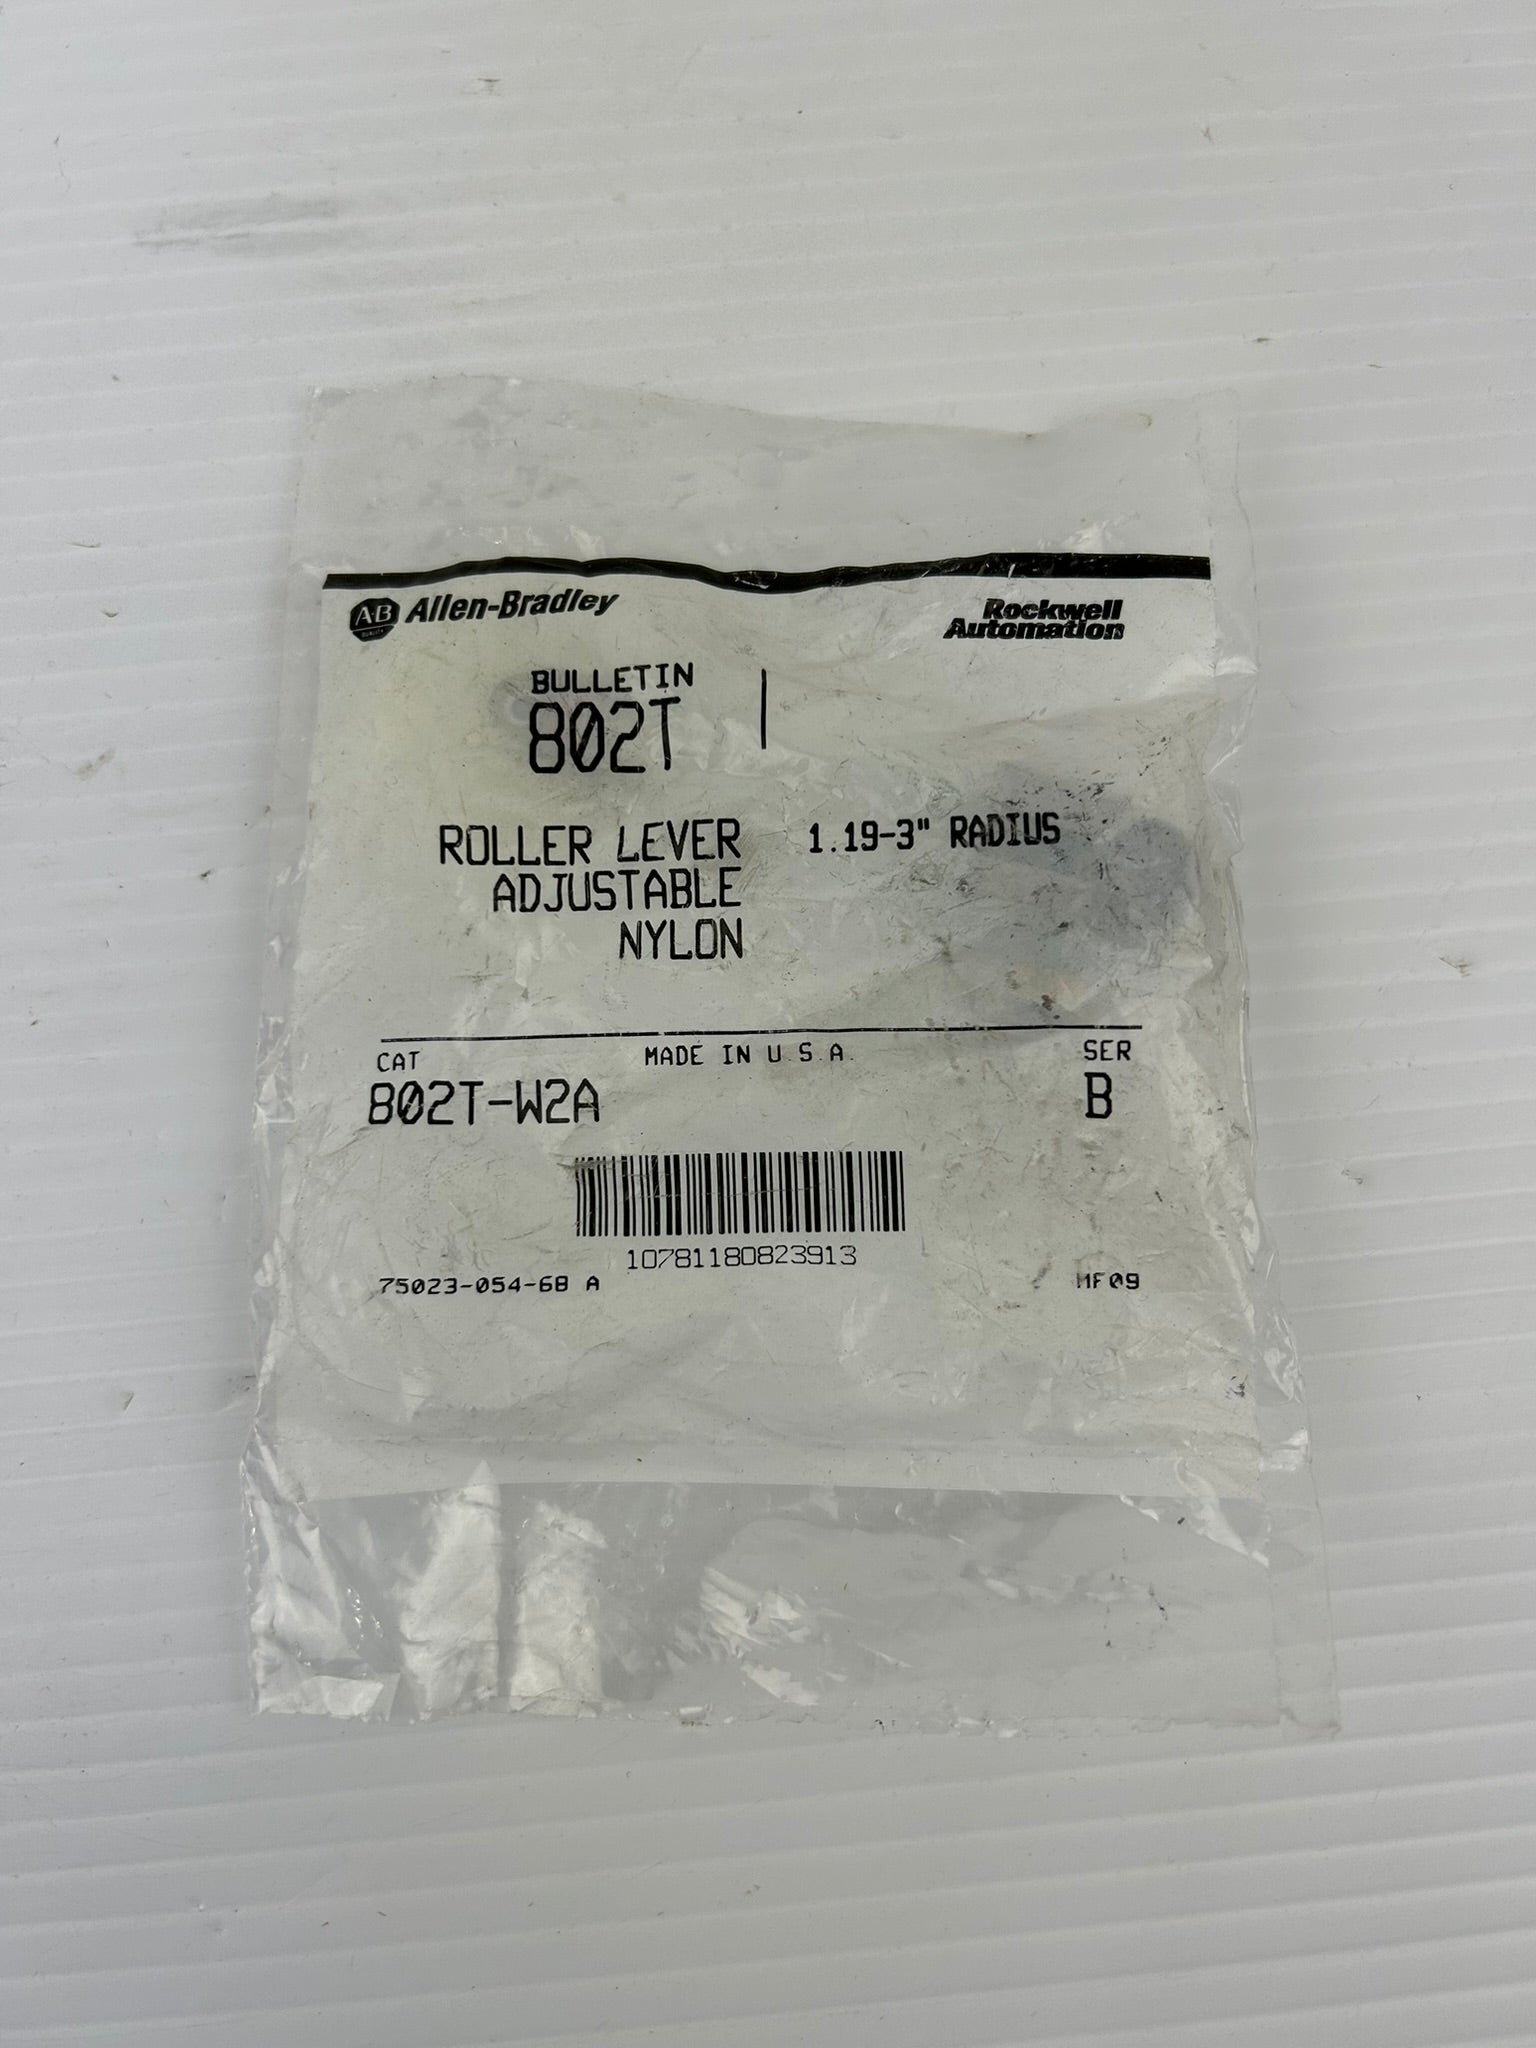 AB QUALITY Allen-Bradley
Rockwell
Automation
BULLETIN
802T
ROLLER LEVER 1.19-3" RADIUS
ADJUSTABLE
NYLON
CAT MADE IN U.S.A. SER
802T-W2A B
10781180823913
75023-054-68 A MF09